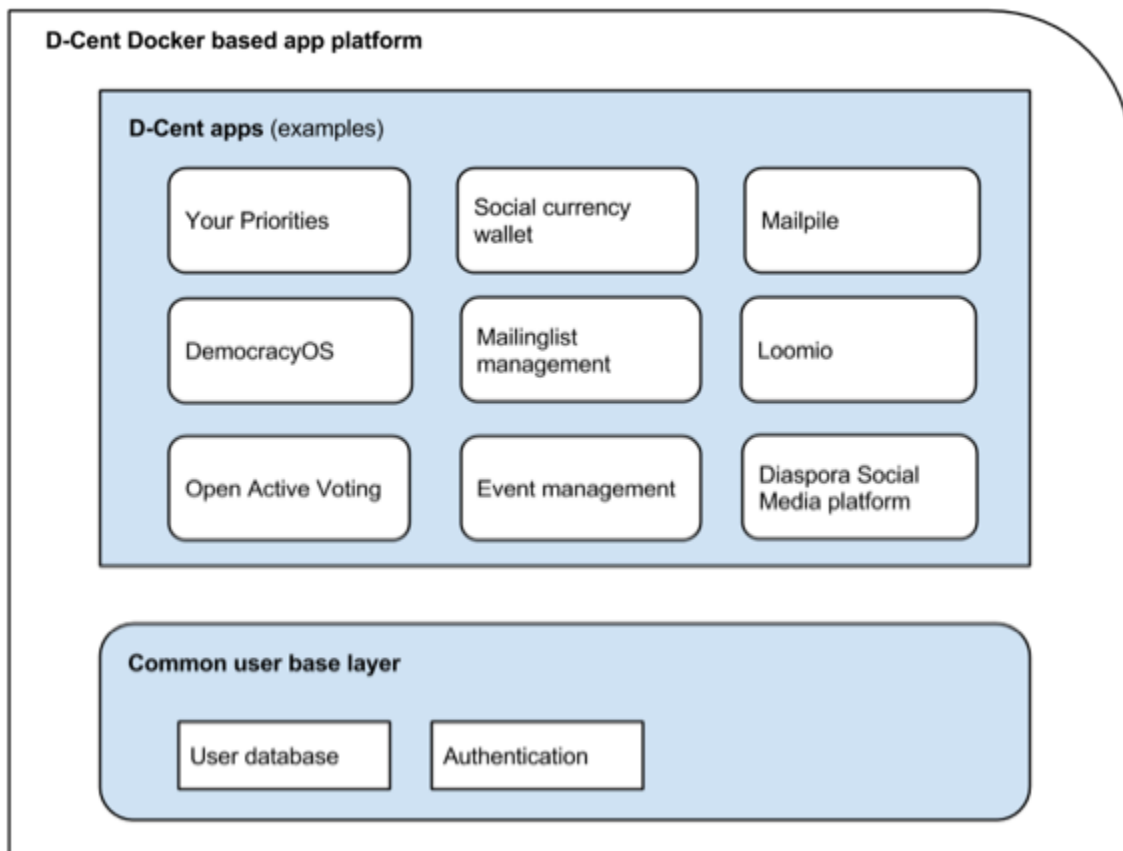 D-Cent Docker based app platform
D-Cent apps (examples)
Your Priorities
Social currency
wallet
Mailpile
DemocracyOS
Mailinglist
management
Loomio
Open Active Voting
Event management
Diaspora Social
Media platform
Common user base layer
User database
Authentication